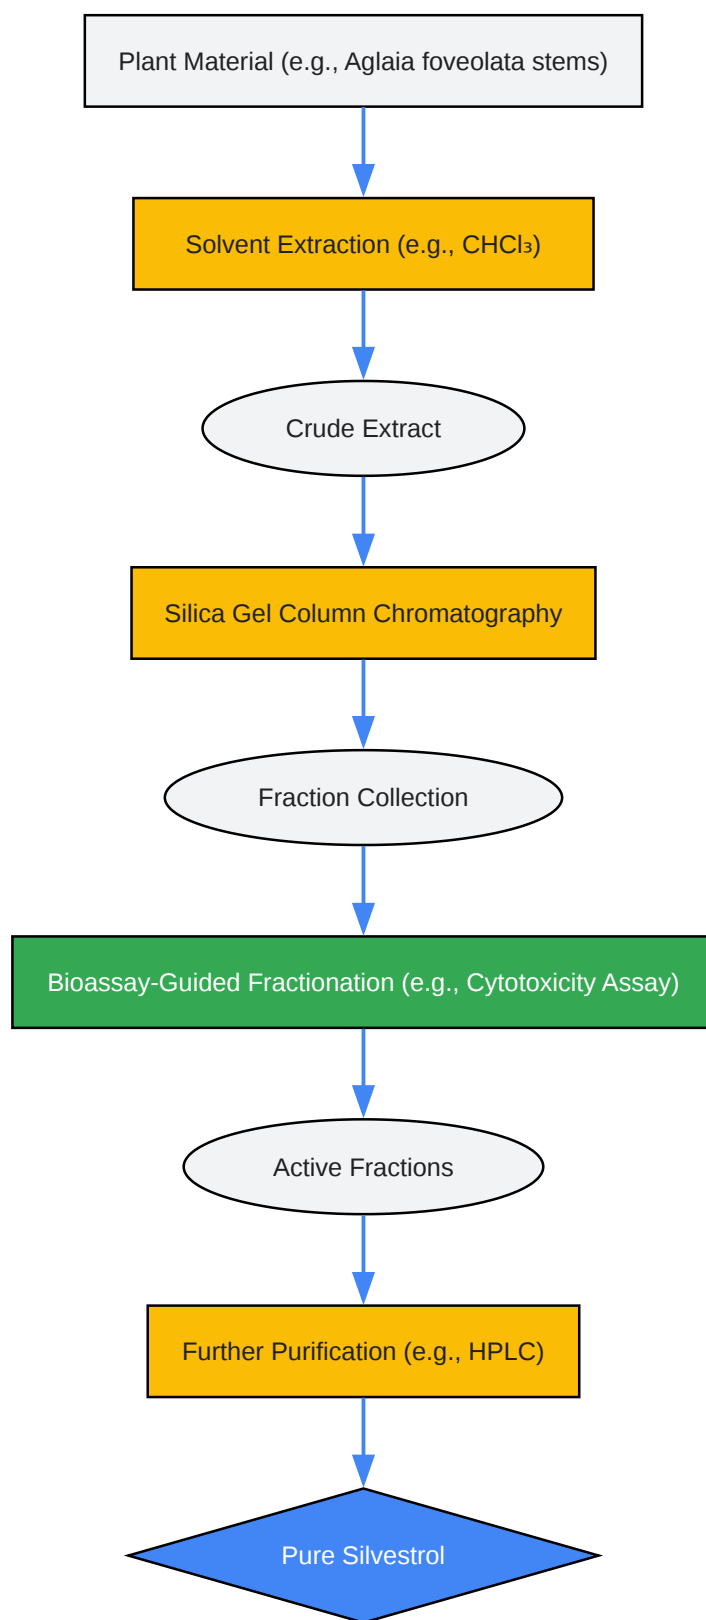 Plant Material (e.g., Aglaia foveolata stems)
Solvent Extraction (e.g., CHCl₃)
Crude Extract
Silica Gel Column Chromatography
Fraction Collection
Bioassay-Guided Fractionation (e.g., Cytotoxicity Assay)
Active Fractions
Further Purification (e.g., HPLC)
Pure Silvestrol